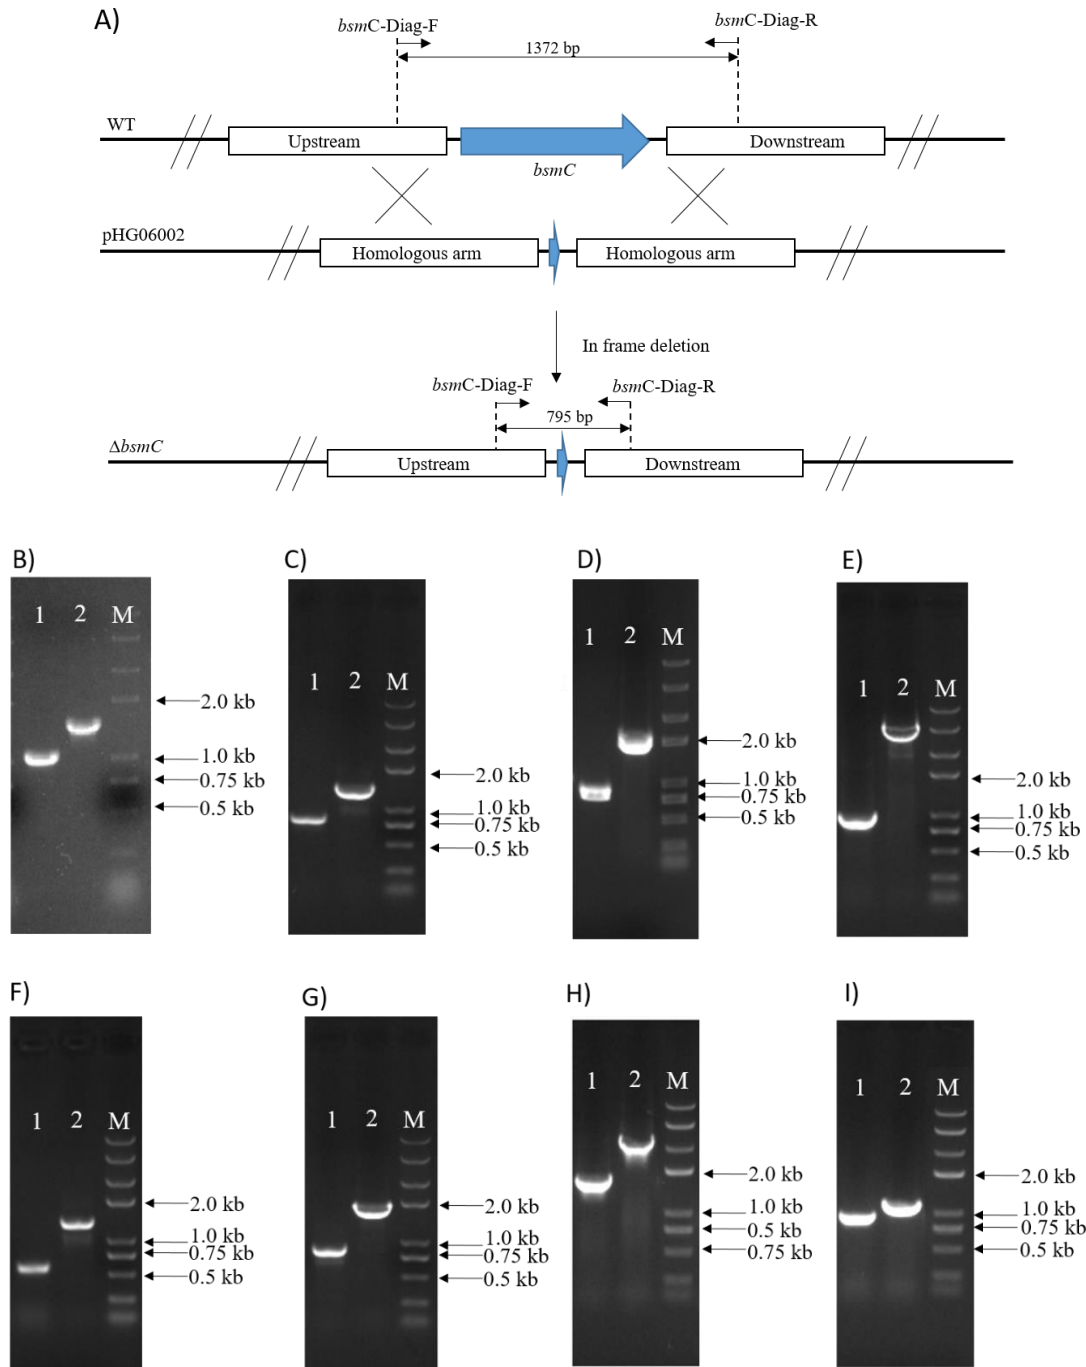 A)
bsmC-Diag-F
bsmC-Diag-R
1372 bp
WT
Upstream
Downstream
bsmC
pHG06002
Homologous arm
Homologous arm
In frame deletion
bsmC-Diag-F
bsmC-Diag-R
795 bp
ΔbsmC
Upstream
Downstream
B)
1 2 M
2.0 kb
1.0 kb
0.75 kb
0.5 kb
C)
1 2 M
2.0 kb
1.0 kb
0.75 kb
0.5 kb
D)
1 2 M
2.0 kb
1.0 kb
0.75 kb
0.5 kb
E)
1 2 M
2.0 kb
1.0 kb
0.75 kb
0.5 kb
F)
1 2 M
2.0 kb
1.0 kb
0.75 kb
0.5 kb
G)
1 2 M
2.0 kb
1.0 kb
0.75 kb
0.5 kb
H)
1 2 M
2.0 kb
1.0 kb
0.5 kb
0.75 kb
I)
1 2 M
2.0 kb
1.0 kb
0.75 kb
0.5 kb